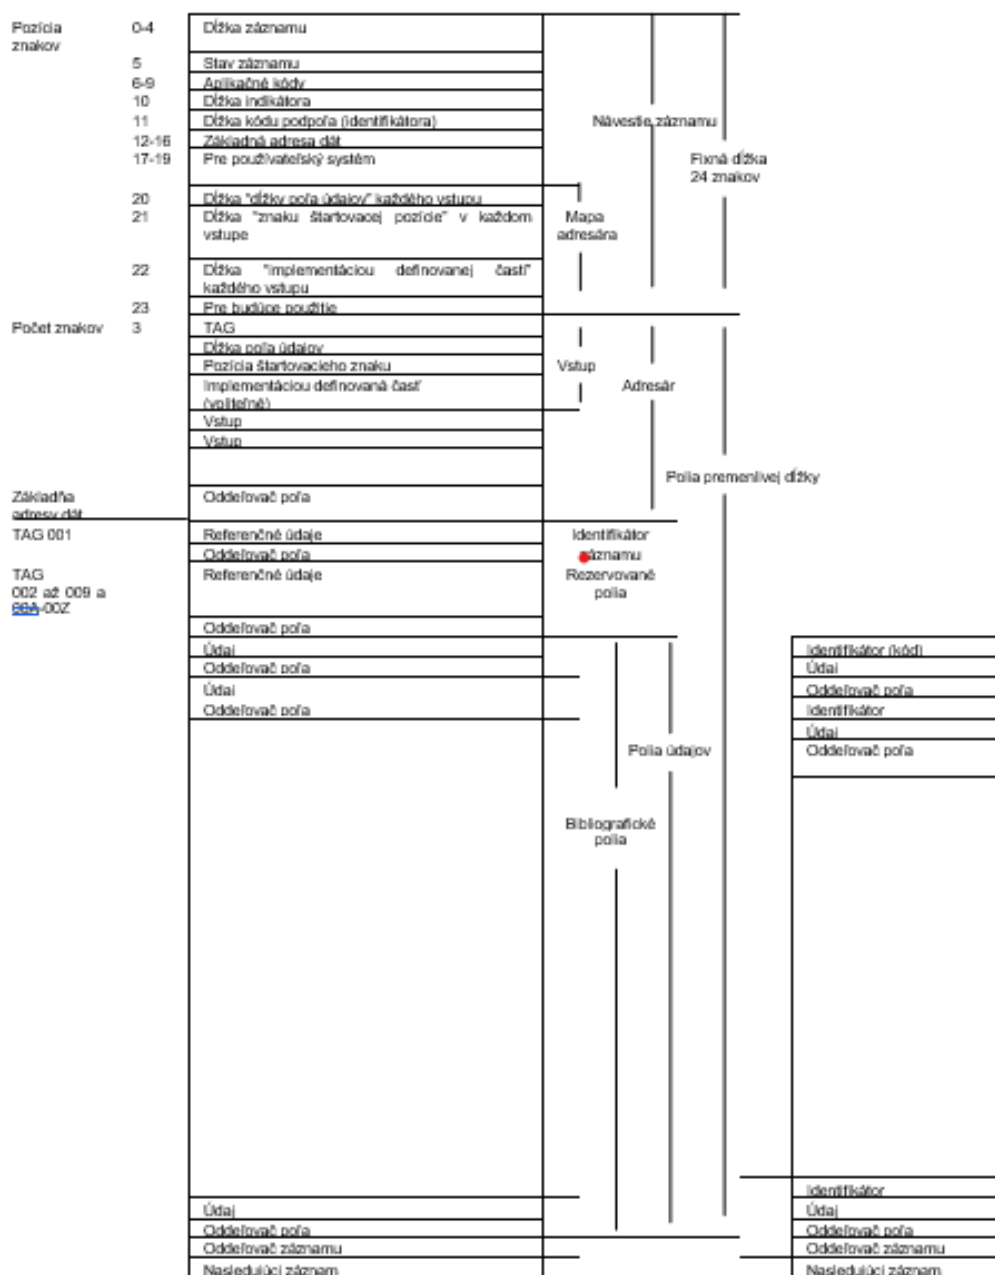 Pozícia 0-4 Dĺžka záznamu
znakov
5 Stav záznamu
6-9 Aplikačné kódy
10 Dĺžka indikátora
11 Dĺžka kódu podpoľa (identifikátora) Návestie záznamu
12-16 Základná adresa dát
17-19 Pre používateľský systém Fixná dĺžka
24 znakov
20 Dĺžka "dĺžky poľa údajov" každého vstupu
21 Dĺžka "znaku štartovacej pozície" v každom Mapa
vstupe adresára
22 Dĺžka "implementáciou definovanej časti"
každého vstupu
23 Pre budúce použitie
Počet znakov 3 TAG
Dĺžka poľa údajov
Pozícia štartovacieho znaku Vstup
Implementáciou definovaná časť Adresár
(voliteľné)
Vstup
Vstup
Polia premenlivej dĺžky
Základňa Oddeľovač poľa
adresy dát
TAG 001 Referenčné údaje Identifikátor
Oddeľovač poľa záznamu
TAG Referenčné údaje Rezervované
002 až 009 a polia
00A-00Z
Oddeľovač poľa
Údaj Identifikátor (kód)
Oddeľovač poľa Údaj
Údaj Oddeľovač poľa
Oddeľovač poľa Identifikátor
Údaj
Polia údajov Oddeľovač poľa
Bibliografické
polia
Identifikátor
Údaj Údaj
Oddeľovač poľa Oddeľovač poľa
Oddeľovač záznamu Oddeľovač záznamu
Nasledujúci záznam Nasledujúci záznam